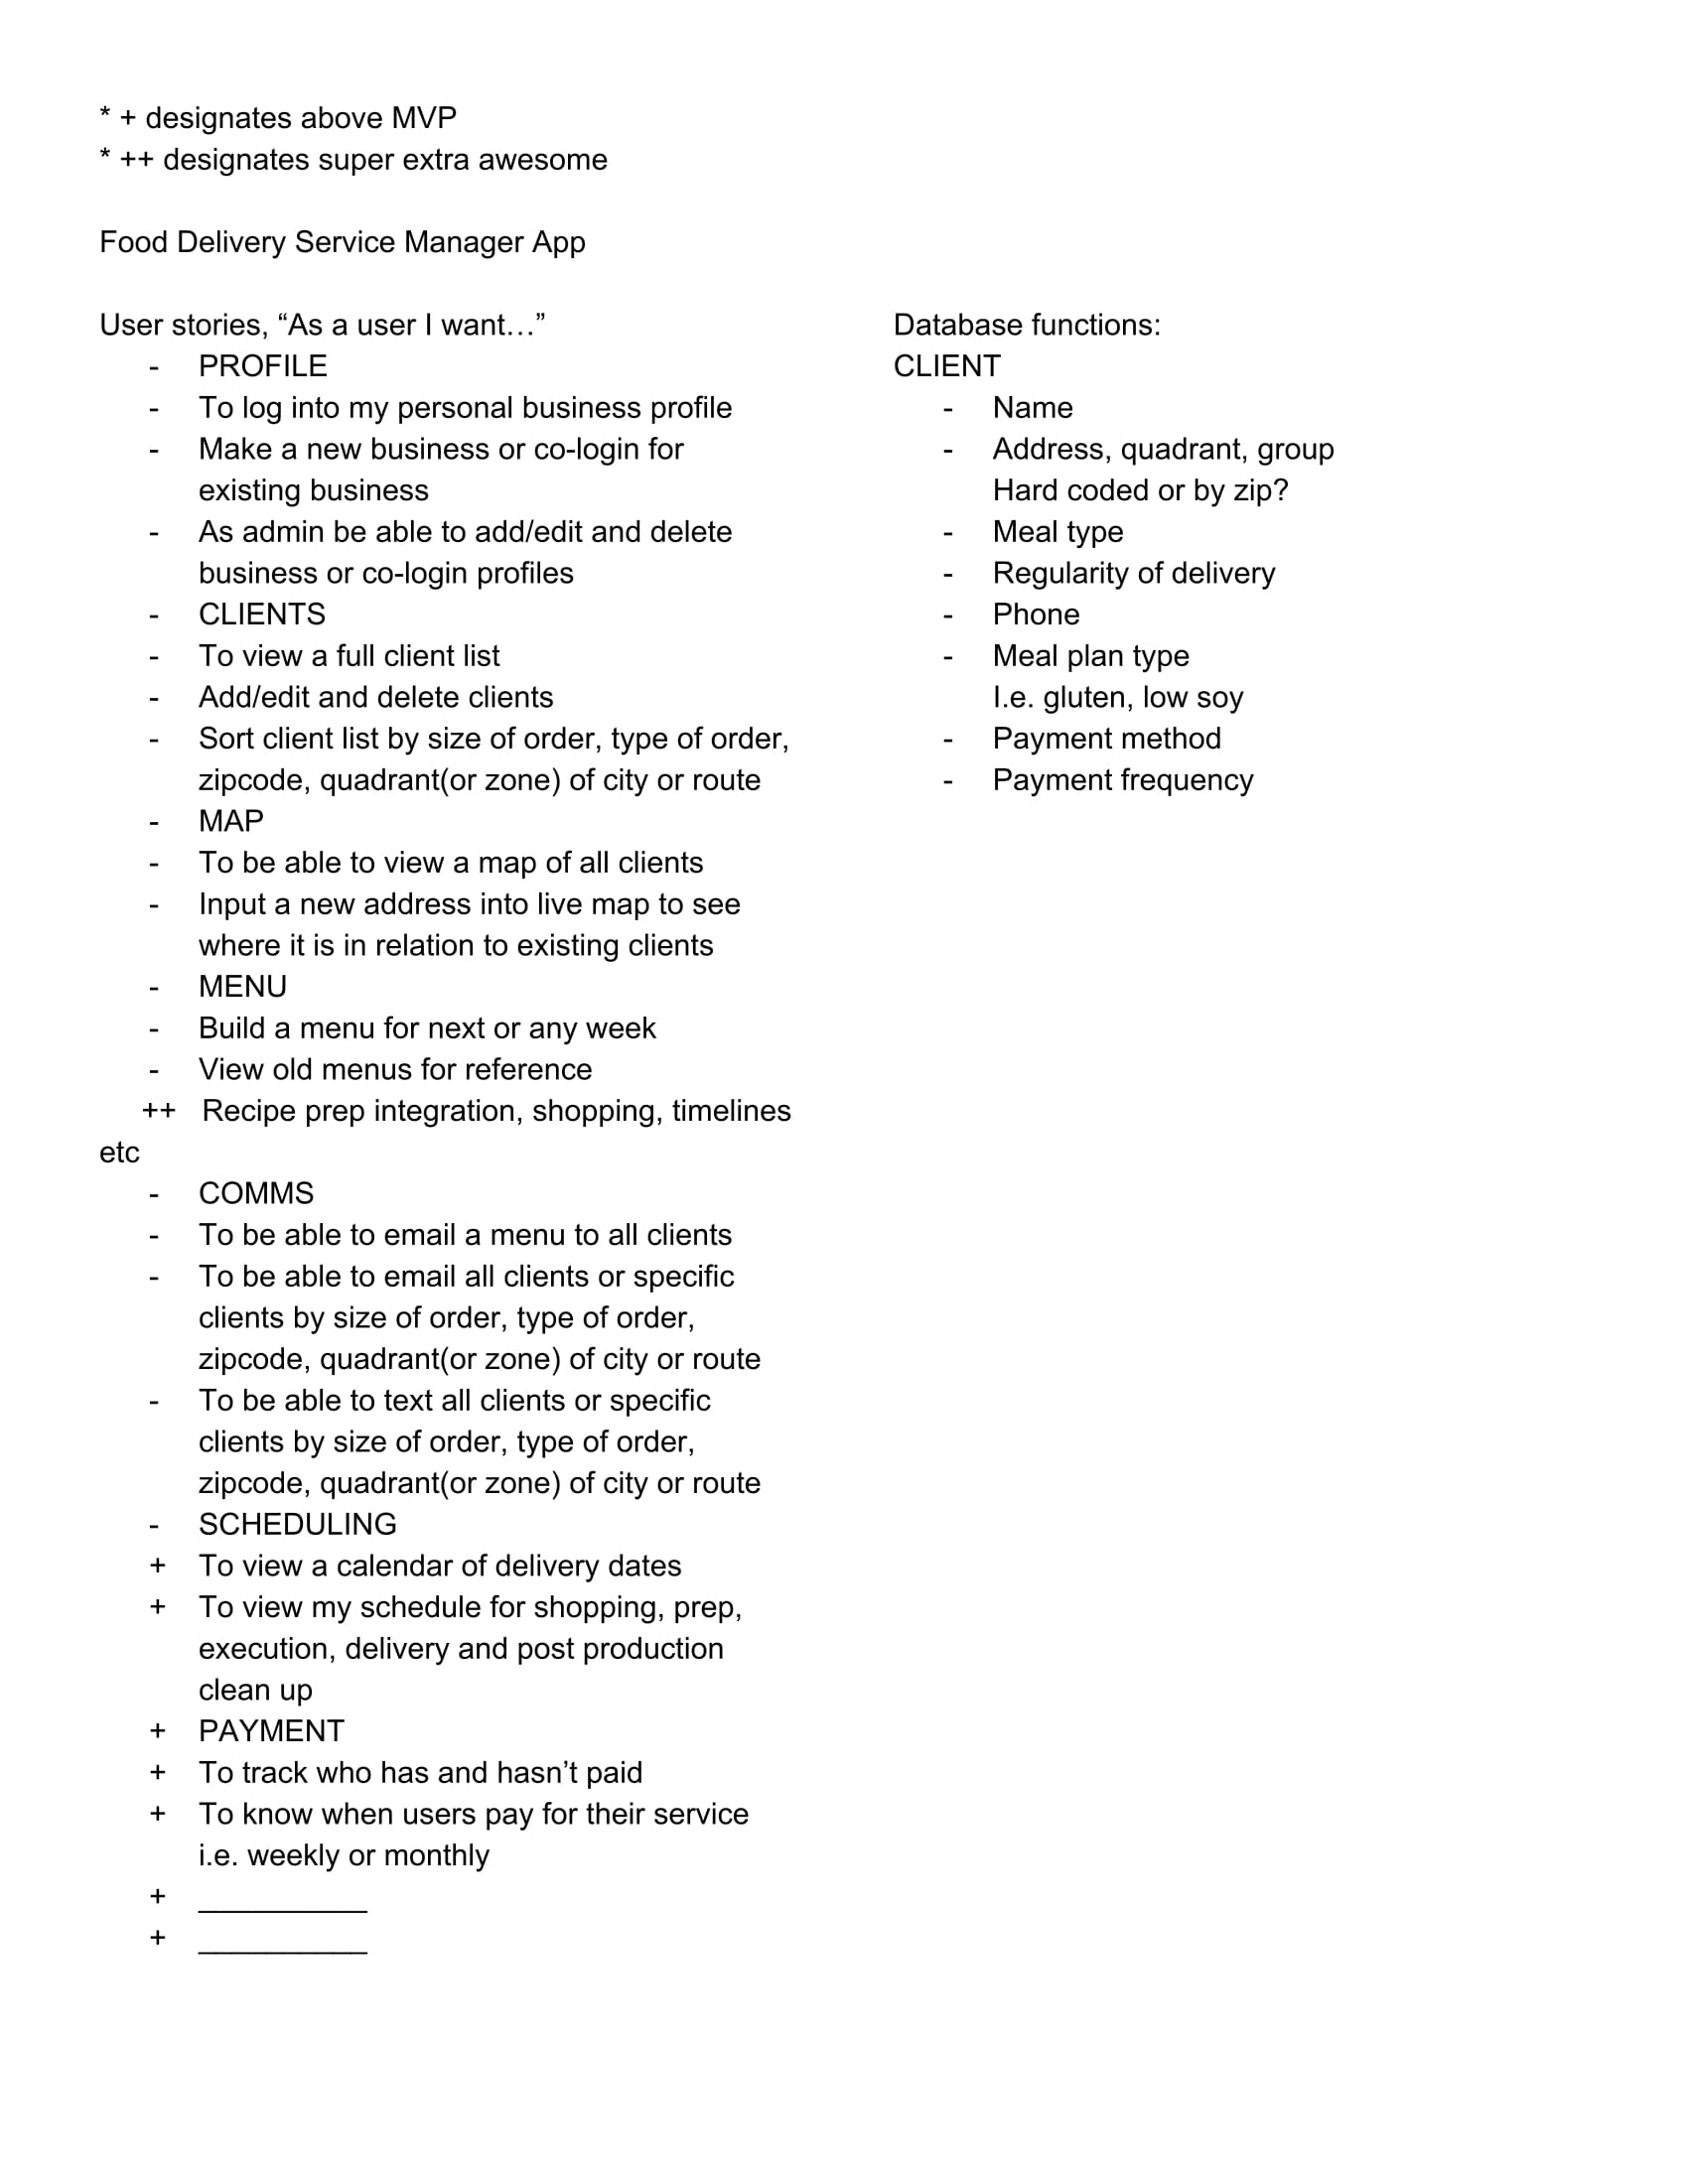 * + designates above MVP
* ++ designates super extra awesome
Food Delivery Service Manager App
User stories, “As a user I want…”
- PROFILE
- To log into my personal business profile
- Make a new business or co-login for
existing business
- As admin be able to add/edit and delete
business or co-login profiles
- CLIENTS
- To view a full client list
- Add/edit and delete clients
- Sort client list by size of order, type of order,
zipcode, quadrant(or zone) of city or route
- MAP
- To be able to view a map of all clients
- Input a new address into live map to see
where it is in relation to existing clients
- MENU
- Build a menu for next or any week
- View old menus for reference
++ Recipe prep integration, shopping, timelines
etc
- COMMS
- To be able to email a menu to all clients
- To be able to email all clients or specific
clients by size of order, type of order,
zipcode, quadrant(or zone) of city or route
- To be able to text all clients or specific
clients by size of order, type of order,
zipcode, quadrant(or zone) of city or route
- SCHEDULING
+ To view a calendar of delivery dates
+ To view my schedule for shopping, prep,
execution, delivery and post production
clean up
+ PAYMENT
+ To track who has and hasn’t paid
+ To know when users pay for their service
i.e. weekly or monthly
+ __________
+ __________
Database functions:
CLIENT
- Name
- Address, quadrant, group
Hard coded or by zip?
- Meal type
- Regularity of delivery
- Phone
- Meal plan type
I.e. gluten, low soy
- Payment method
- Payment frequency